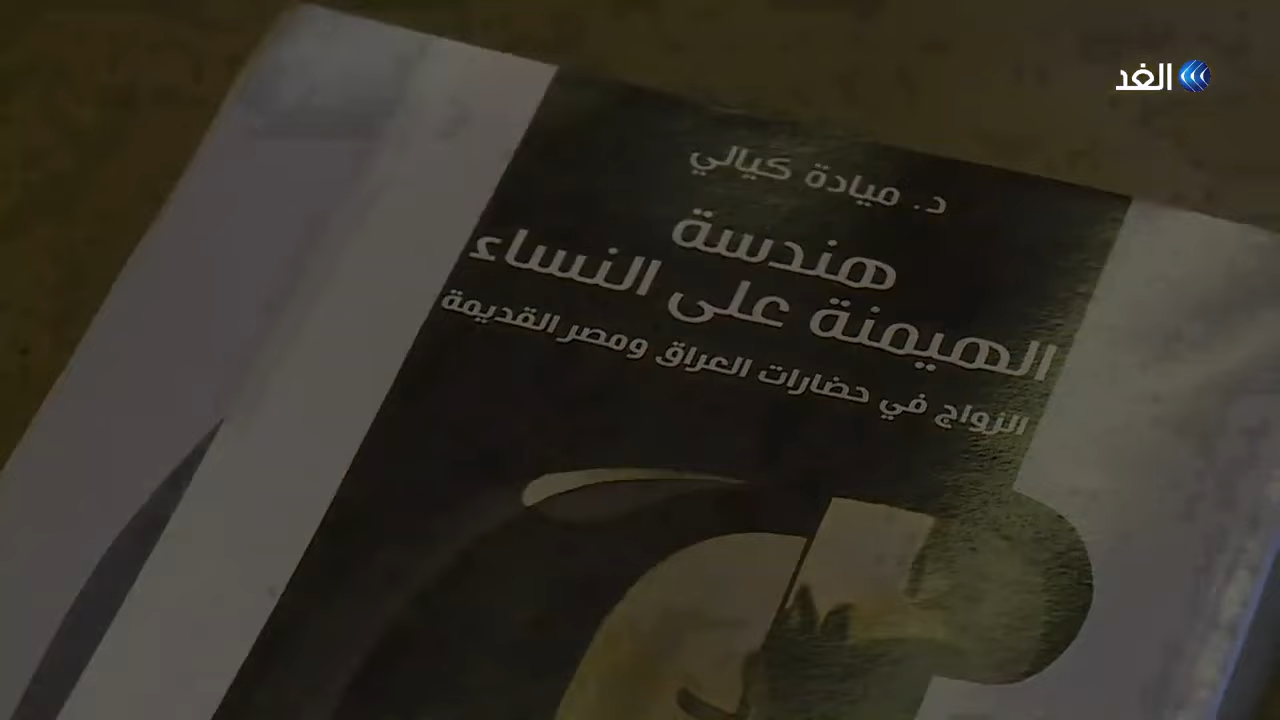 الغد
د. ميادة كيالي
هندسة
الهيمنة على النساء
الزواج في حضارات العراق ومصر القديمة